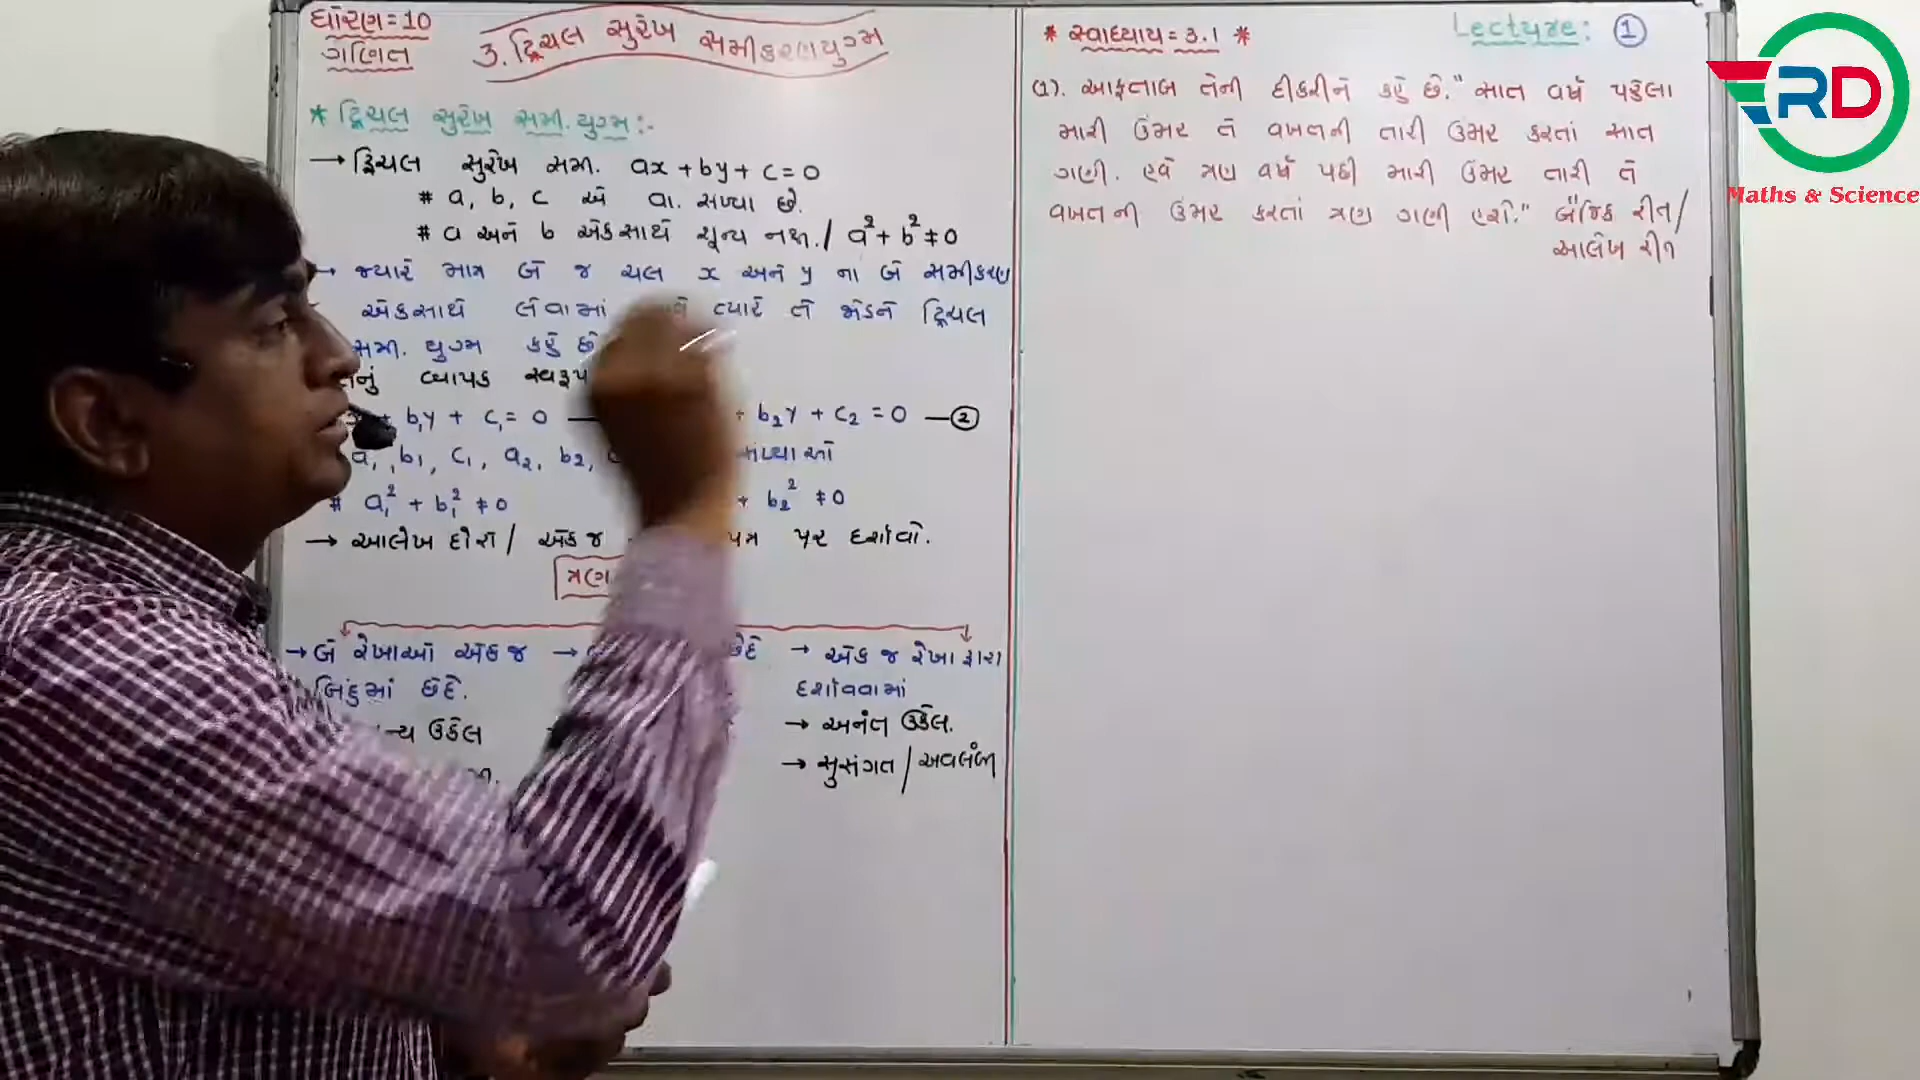 ધોરણ = 10
ગણિત
3. દ્વિચલ સુરેખ સમીકરણયુગ્મ
* દ્વિચલ સુરેખ સમી. યુગ્મ :-
→ દ્વિચલ સુરેખ સમી. ax + by + c = 0
# a, b, c એ વા. સંખ્યા છે.
# a અને b એકસાથે શૂન્ય નથી. / a² + b² ≠ 0
→ જ્યારે માત્ર બે જ ચલ x અને y ના બે સમીકરણ
એકસાથે લેવામાં ત્યારે તે જોડને દ્વિચલ
સમી. યુગ્મ કહે છે
વ્યાપક સ્વરૂપ
+ b₁y + c₁ = 0 — + b₂y + c₂ = 0 —②
a₁, b₁, c₁, a₂, b₂,
# a₁² + b₁² ≠ 0 + b₂² ≠ 0
→ આલેખ દોરો / એક જ પર દર્શાવો.
ત્રણ
→ બે રેખાઓ એક જ
બિંદુમાં છેદે.
ઉકેલ
→ છેદે
→ એક જ રેખા દ્વારા
દર્શાવવામાં
→ અનંત ઉકેલ.
→ સુસંગત / અવલંબી
* સ્વાધ્યાય = 3.1 *
Lecture: ①
(1). આફતાબ તેની દીકરીને કહે છે." સાત વર્ષ પહેલા
મારી ઉંમર તે વખતની તારી ઉંમર કરતાં સાત
ગણી. હવે ત્રણ વર્ષ પછી મારી ઉંમર તારી તે
વખતની ઉંમર કરતાં ત્રણ ગણી હશે." બૈજિક રીત /
આલેખ રીત
RD
Maths & Science